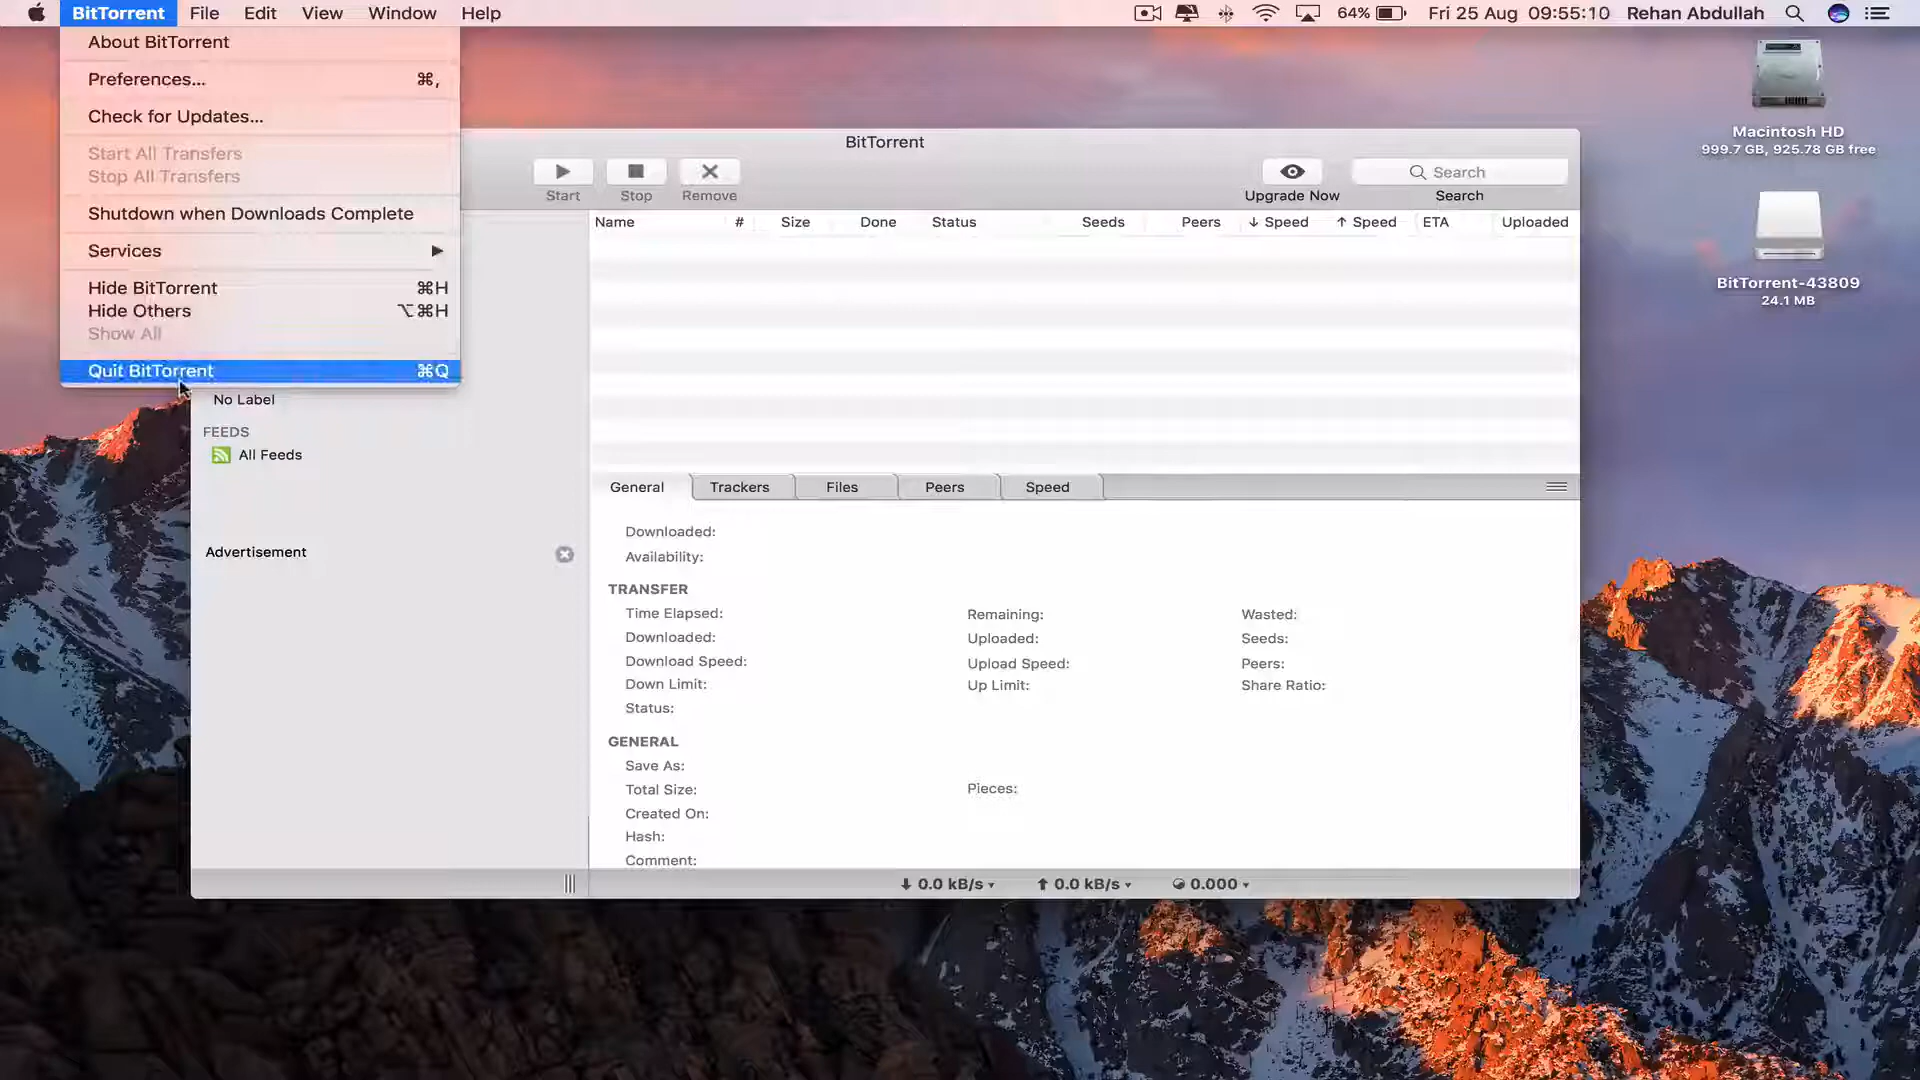 BitTorrent File Edit View Window Help
64% Fri 25 Aug 09:55:10 Rehan Abdullah
About BitTorrent
Preferences... ⌘,
Check for Updates...
Start All Transfers
Stop All Transfers
Shutdown when Downloads Complete
Services
Hide BitTorrent ⌘H
Hide Others ⌥⌘H
Show All
Quit BitTorrent ⌘Q
BitTorrent
Start Stop Remove
Upgrade Now
Search
Search
Name # Size Done Status Seeds Peers ↓ Speed ↑ Speed ETA Uploaded
No Label
FEEDS
All Feeds
Advertisement
General Trackers Files Peers Speed
Downloaded:
Availability:
TRANSFER
Time Elapsed: Remaining: Wasted:
Downloaded: Uploaded: Seeds:
Download Speed: Upload Speed: Peers:
Down Limit: Up Limit: Share Ratio:
Status:
GENERAL
Save As:
Total Size: Pieces:
Created On:
Hash:
Comment:
0.0 kB/s 0.0 kB/s 0.000
Macintosh HD
999.7 GB, 925.78 GB free
BitTorrent-43809
24.1 MB